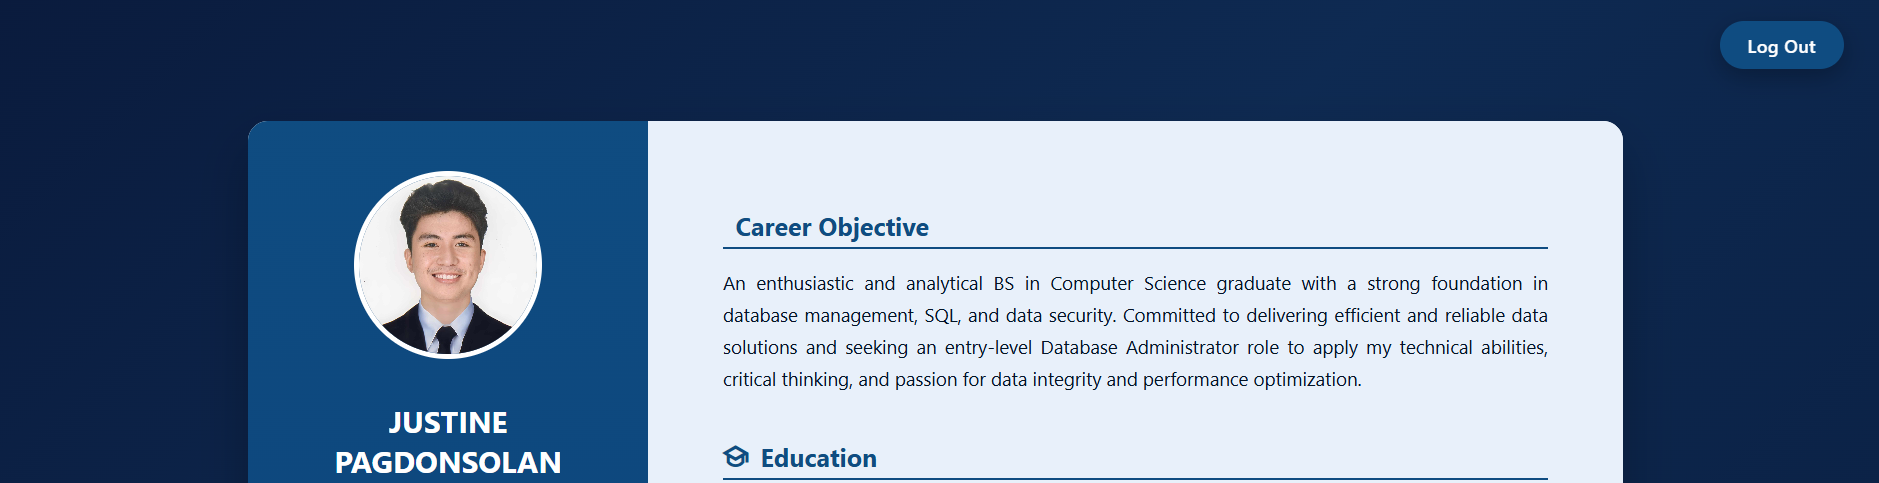 Log Out
JUSTINE
PAGDONSOLAN
Career Objective
An enthusiastic and analytical BS in Computer Science graduate with a strong foundation in
database management, SQL, and data security. Committed to delivering efficient and reliable data
solutions and seeking an entry-level Database Administrator role to apply my technical abilities,
critical thinking, and passion for data integrity and performance optimization.
Education